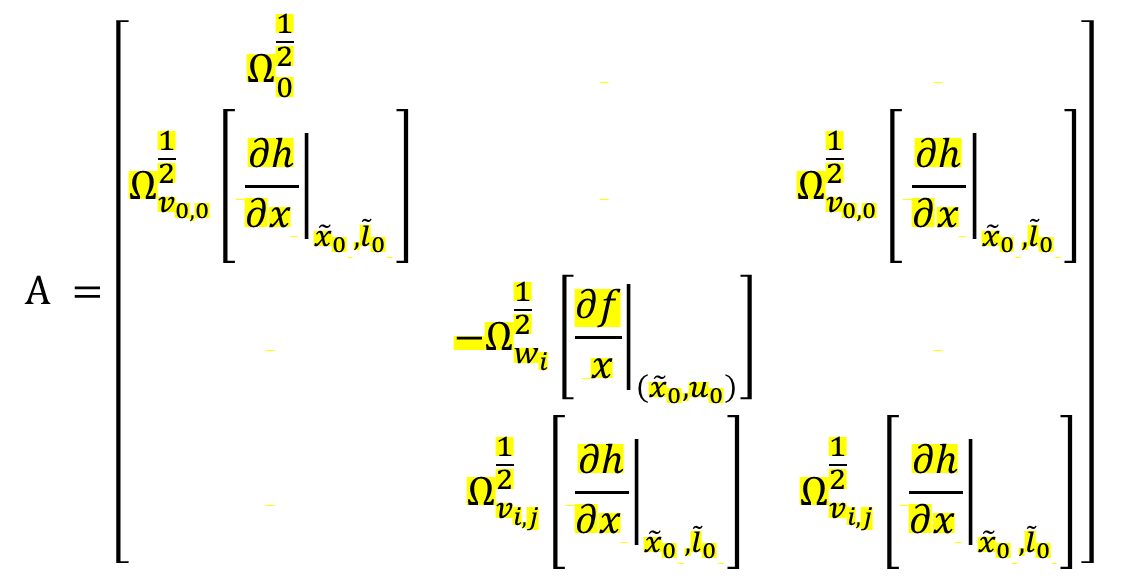 Ω_0^{1/2}
Ω_{v_{0,0}}^{1/2} [ ∂h/∂x |_{x̃_0 ,l̃_0} ] Ω_{v_{0,0}}^{1/2} [ ∂h/∂x |_{x̃_0 ,l̃_0} ]
A =
−Ω_{w_i}^{1/2} [ ∂f/x |_{(x̃_0,u_0)} ]
Ω_{v_{i,j}}^{1/2} [ ∂h/∂x |_{x̃_0 ,l̃_0} ] Ω_{v_{i,j}}^{1/2} [ ∂h/∂x |_{x̃_0 ,l̃_0} ]